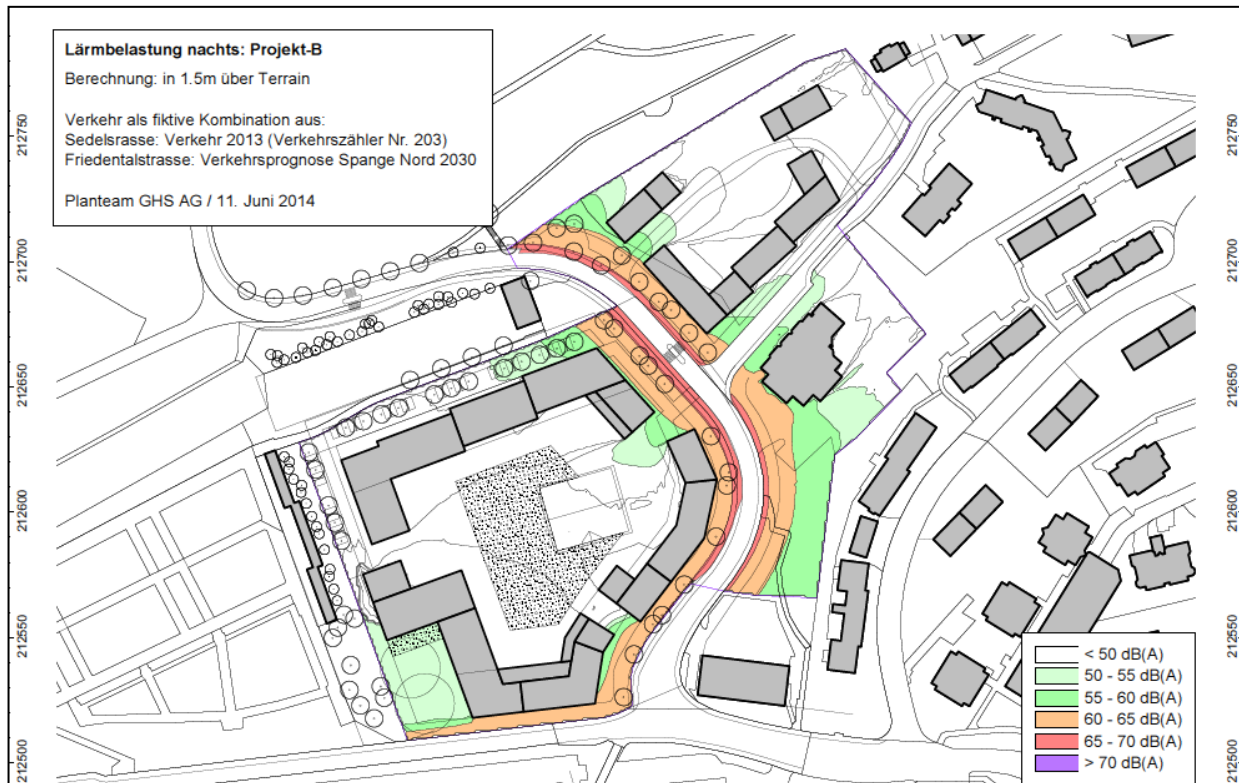 Lärmbelastung nachts: Projekt-B
Berechnung: in 1.5m über Terrain
Verkehr als fiktive Kombination aus:
Sedelsrasse: Verkehr 2013 (Verkehrszähler Nr. 203)
Friedentalstrasse: Verkehrsprognose Spange Nord 2030
Planteam GHS AG / 11. Juni 2014
212750
212700
212650
212600
212550
212500
212750
212700
212650
212600
212550
212500
< 50 dB(A)
50 - 55 dB(A)
55 - 60 dB(A)
60 - 65 dB(A)
65 - 70 dB(A)
> 70 dB(A)